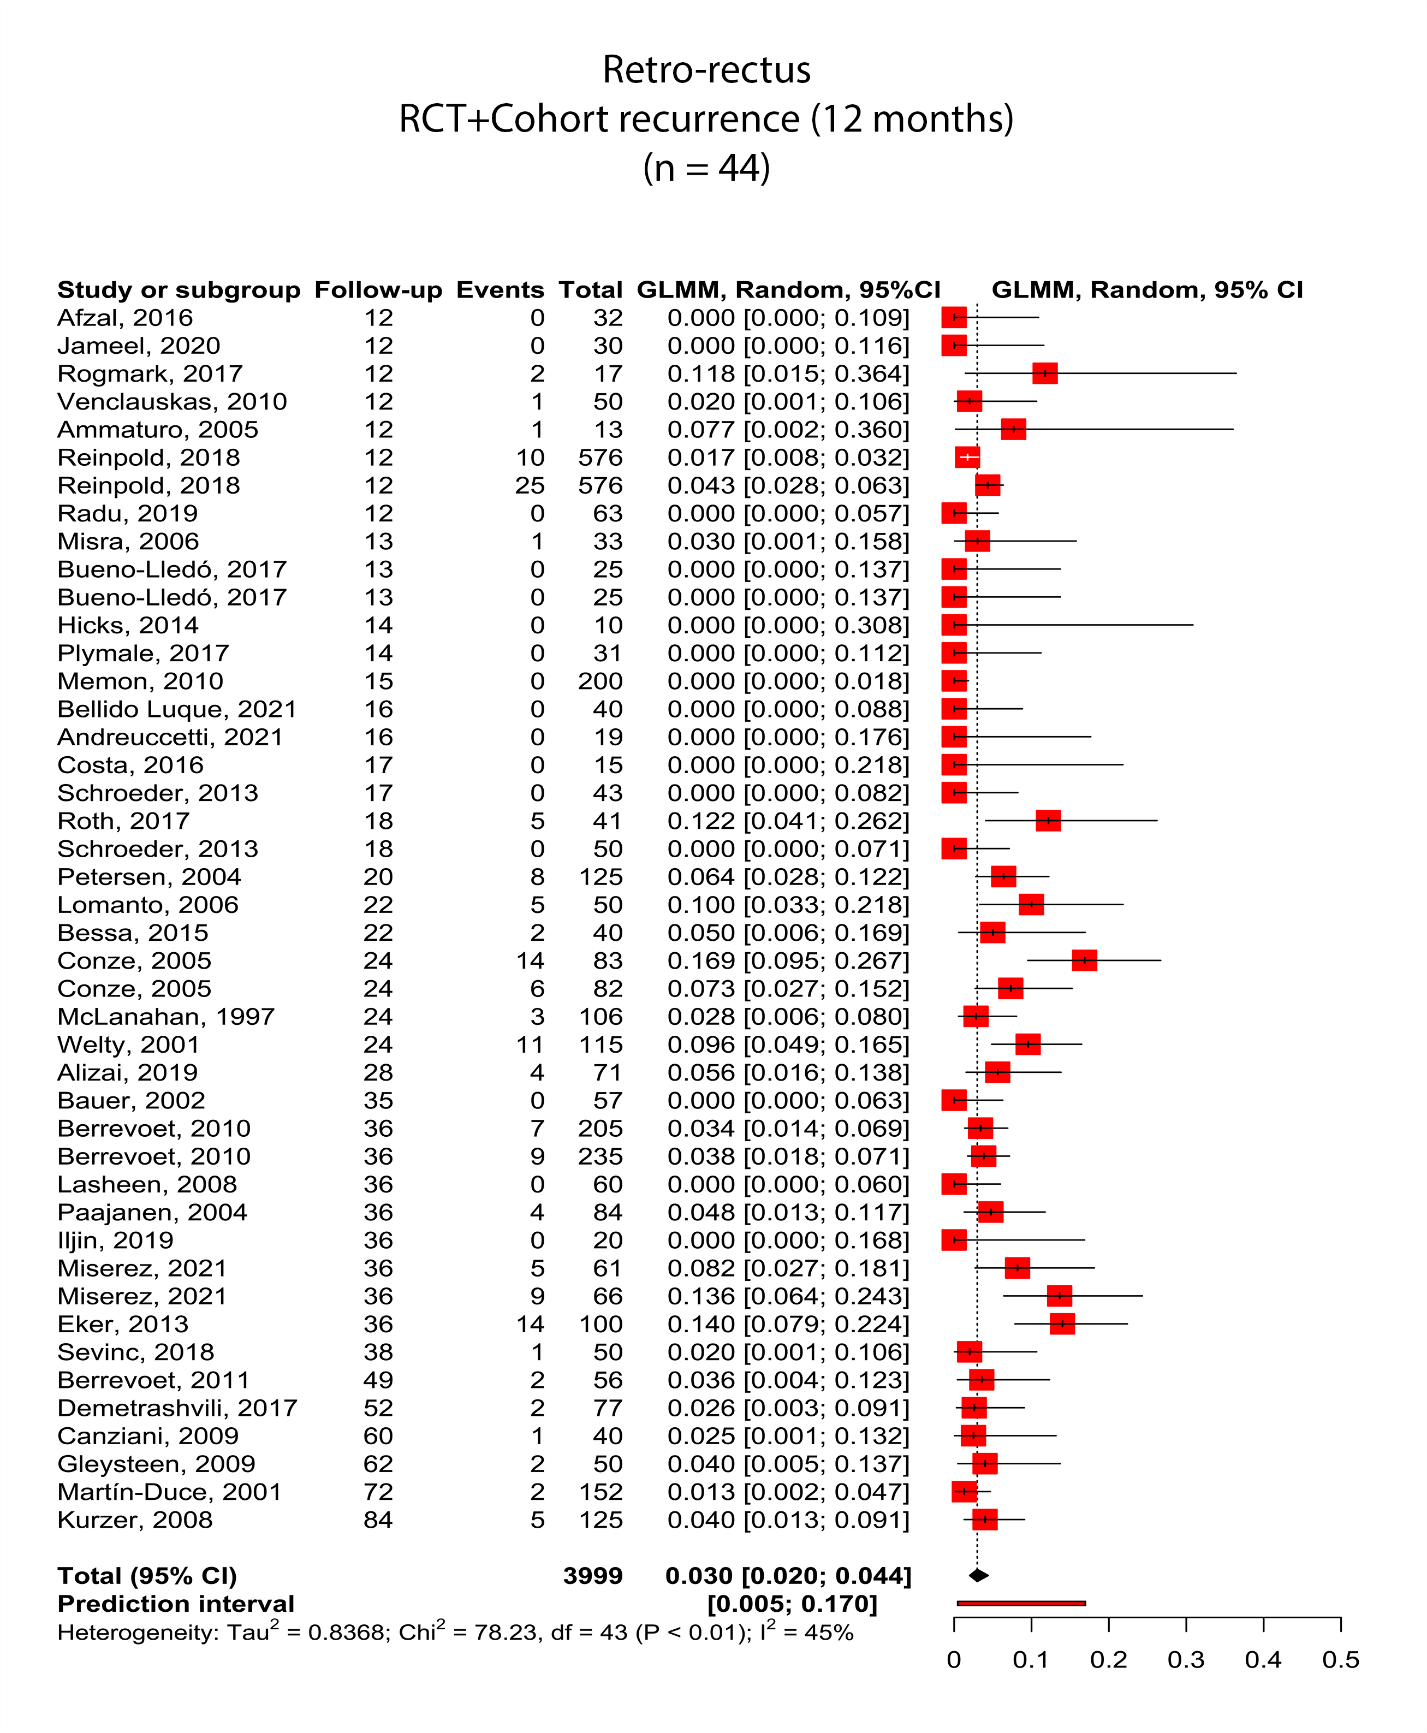 Retro-rectus
RCT+Cohort recurrence (12 months)
(n = 44)
Study or subgroup Follow-up Events Total GLMM, Random, 95%CI GLMM, Random, 95% CI
Afzal, 2016 12 0 32 0.000 [0.000; 0.109]
Jameel, 2020 12 0 30 0.000 [0.000; 0.116]
Rogmark, 2017 12 2 17 0.118 [0.015; 0.364]
Venclauskas, 2010 12 1 50 0.020 [0.001; 0.106]
Ammaturo, 2005 12 1 13 0.077 [0.002; 0.360]
Reinpold, 2018 12 10 576 0.017 [0.008; 0.032]
Reinpold, 2018 12 25 576 0.043 [0.028; 0.063]
Radu, 2019 12 0 63 0.000 [0.000; 0.057]
Misra, 2006 13 1 33 0.030 [0.001; 0.158]
Bueno-Lledó, 2017 13 0 25 0.000 [0.000; 0.137]
Bueno-Lledó, 2017 13 0 25 0.000 [0.000; 0.137]
Hicks, 2014 14 0 10 0.000 [0.000; 0.308]
Plymale, 2017 14 0 31 0.000 [0.000; 0.112]
Memon, 2010 15 0 200 0.000 [0.000; 0.018]
Bellido Luque, 2021 16 0 40 0.000 [0.000; 0.088]
Andreuccetti, 2021 16 0 19 0.000 [0.000; 0.176]
Costa, 2016 17 0 15 0.000 [0.000; 0.218]
Schroeder, 2013 17 0 43 0.000 [0.000; 0.082]
Roth, 2017 18 5 41 0.122 [0.041; 0.262]
Schroeder, 2013 18 0 50 0.000 [0.000; 0.071]
Petersen, 2004 20 8 125 0.064 [0.028; 0.122]
Lomanto, 2006 22 5 50 0.100 [0.033; 0.218]
Bessa, 2015 22 2 40 0.050 [0.006; 0.169]
Conze, 2005 24 14 83 0.169 [0.095; 0.267]
Conze, 2005 24 6 82 0.073 [0.027; 0.152]
McLanahan, 1997 24 3 106 0.028 [0.006; 0.080]
Welty, 2001 24 11 115 0.096 [0.049; 0.165]
Alizai, 2019 28 4 71 0.056 [0.016; 0.138]
Bauer, 2002 35 0 57 0.000 [0.000; 0.063]
Berrevoet, 2010 36 7 205 0.034 [0.014; 0.069]
Berrevoet, 2010 36 9 235 0.038 [0.018; 0.071]
Lasheen, 2008 36 0 60 0.000 [0.000; 0.060]
Paajanen, 2004 36 4 84 0.048 [0.013; 0.117]
Iljin, 2019 36 0 20 0.000 [0.000; 0.168]
Miserez, 2021 36 5 61 0.082 [0.027; 0.181]
Miserez, 2021 36 9 66 0.136 [0.064; 0.243]
Eker, 2013 36 14 100 0.140 [0.079; 0.224]
Sevinc, 2018 38 1 50 0.020 [0.001; 0.106]
Berrevoet, 2011 49 2 56 0.036 [0.004; 0.123]
Demetrashvili, 2017 52 2 77 0.026 [0.003; 0.091]
Canziani, 2009 60 1 40 0.025 [0.001; 0.132]
Gleysteen, 2009 62 2 50 0.040 [0.005; 0.137]
Martín-Duce, 2001 72 2 152 0.013 [0.002; 0.047]
Kurzer, 2008 84 5 125 0.040 [0.013; 0.091]
Total (95% CI) 3999 0.030 [0.020; 0.044]
Prediction interval [0.005; 0.170]
Heterogeneity: Tau² = 0.8368; Chi² = 78.23, df = 43 (P < 0.01); I² = 45%
0 0.1 0.2 0.3 0.4 0.5